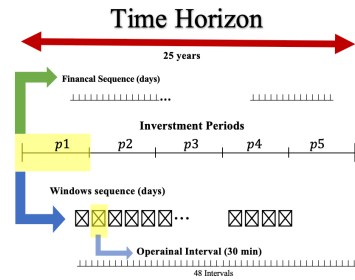 Time Horizon
25 years
Financal Sequence (days)
...
Inverstment Periods
p1 p2 p3 p4 p5
Windows sequence (days)
...
Operainal Interval (30 min)
48 Intervals